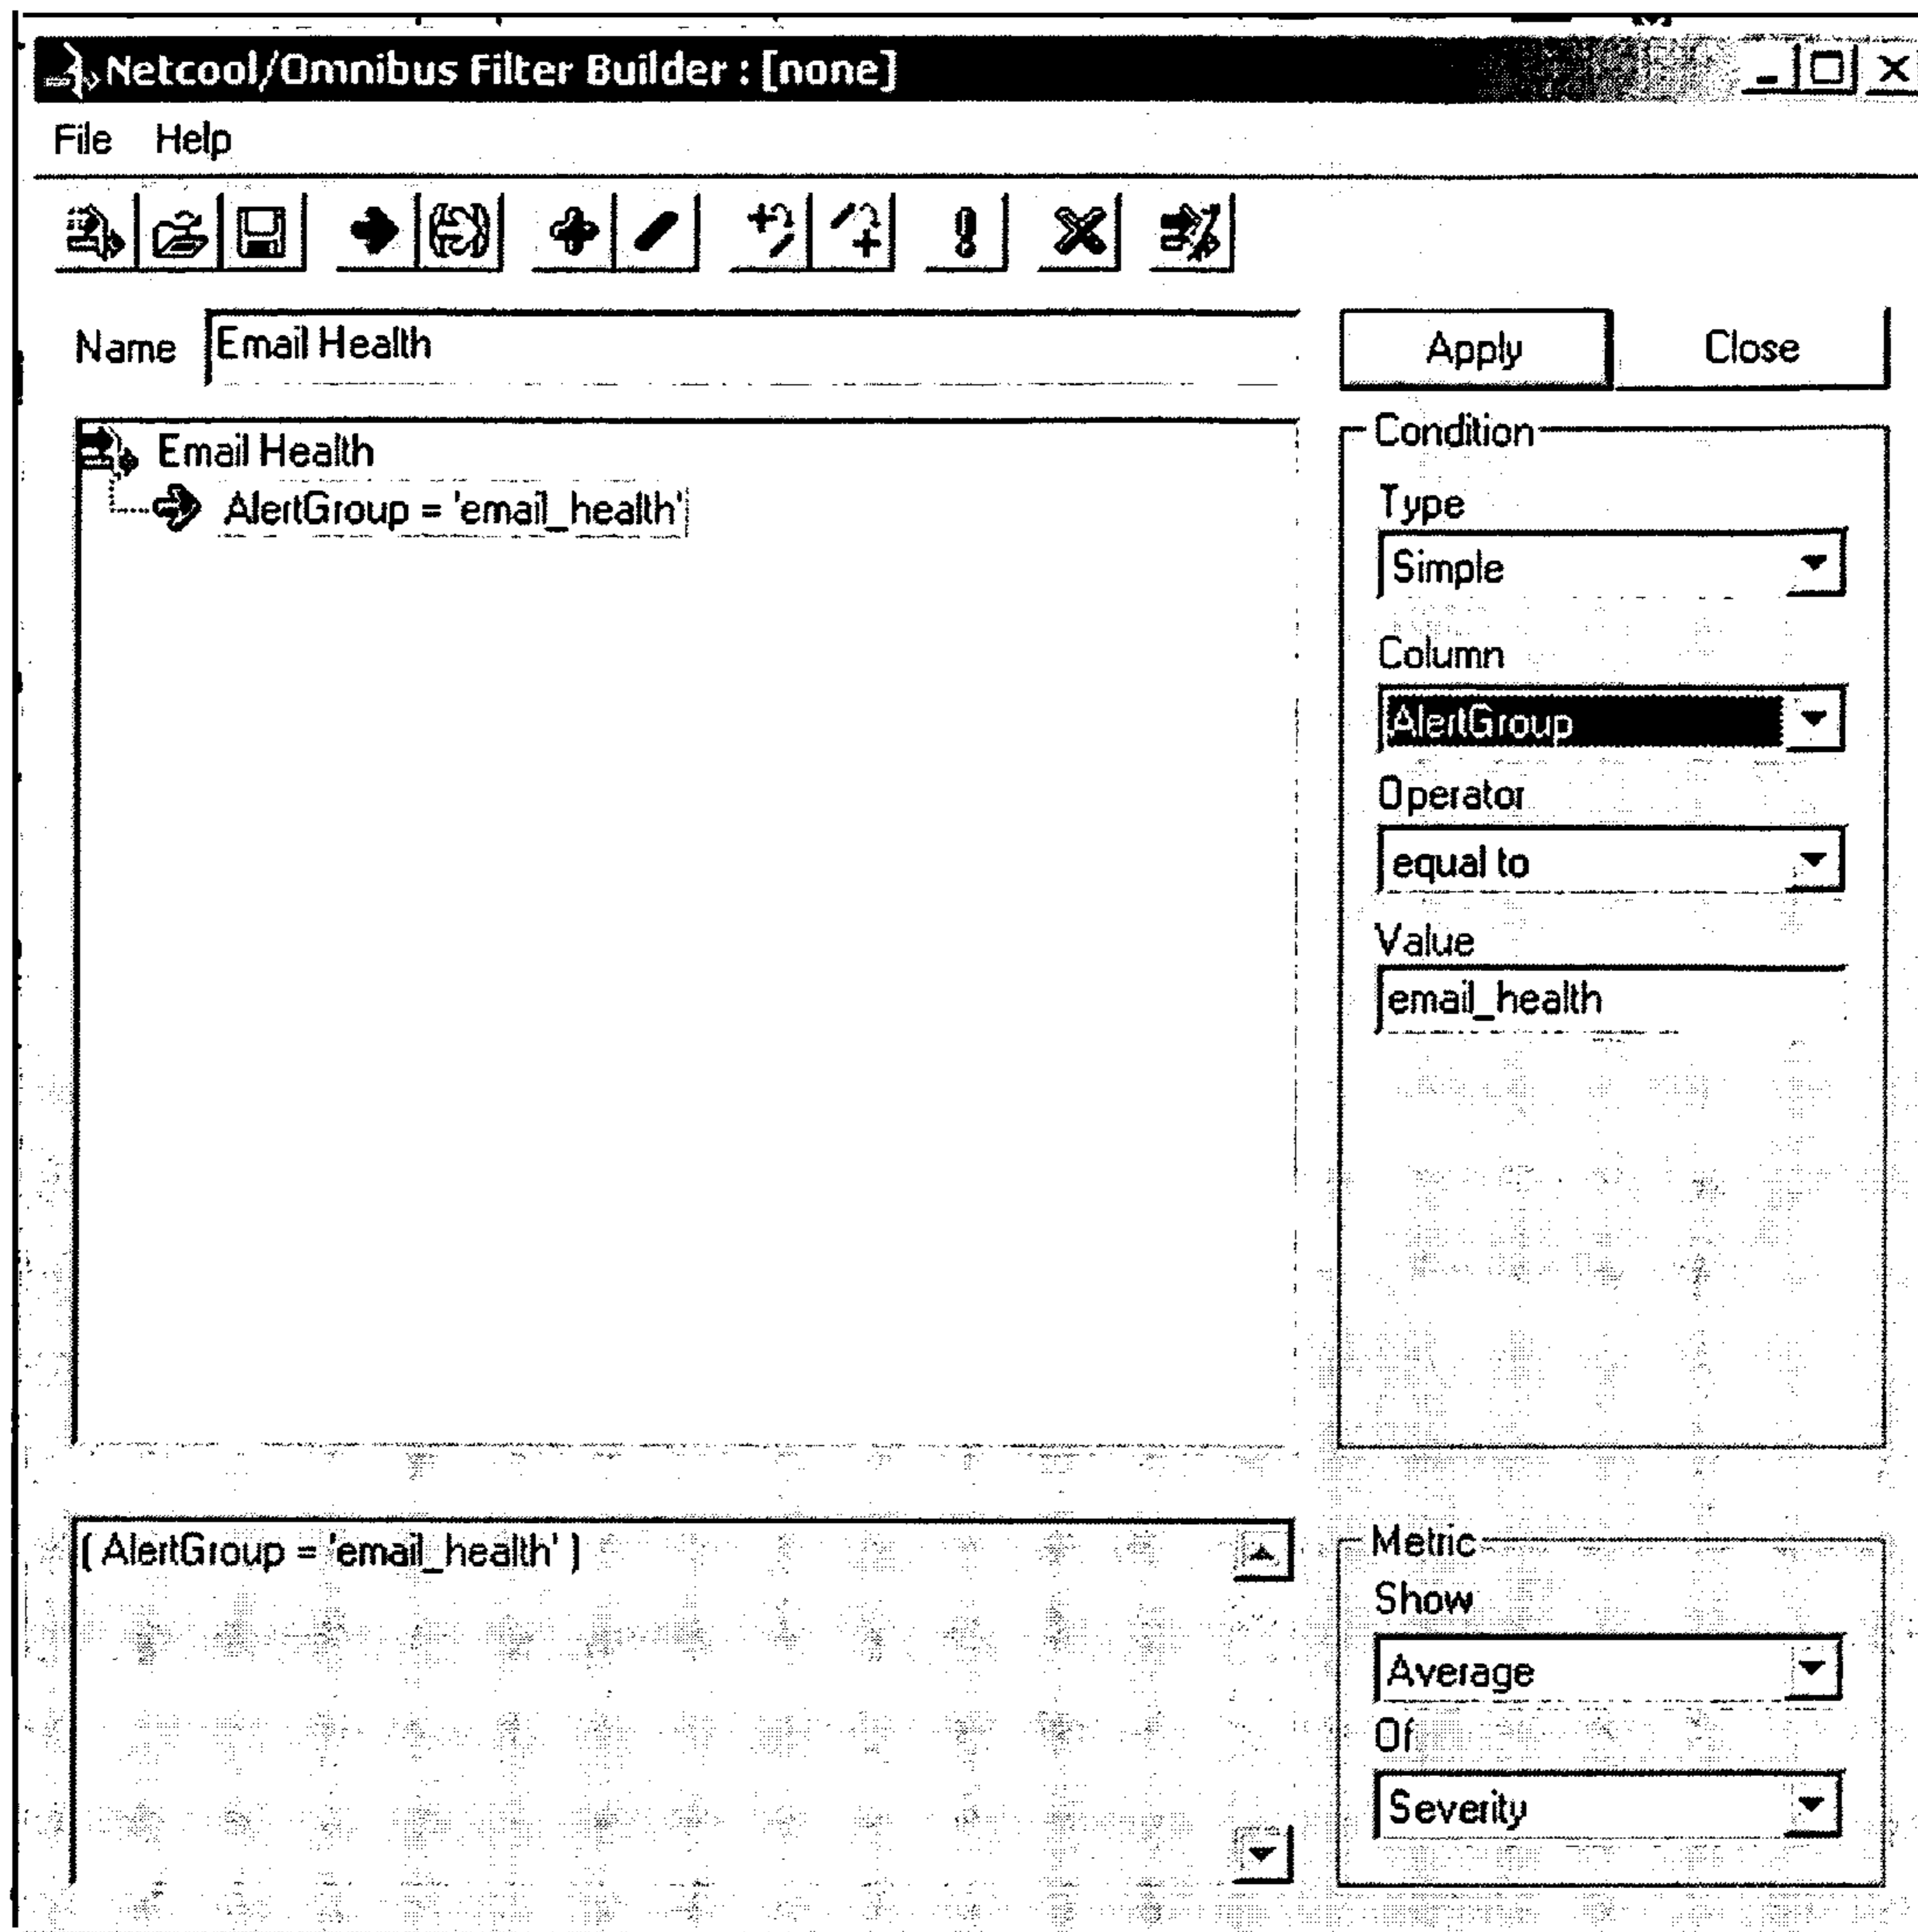 Netcool/Omnibus Filter Builder : [none]
File Help
Name Email Health
Apply Close
Email Health
AlertGroup = 'email_health'
Condition
Type
Simple
Column
AlertGroup
Operator
equal to
Value
email_health
( AlertGroup = 'email_health' )
Metric
Show
Average
Of
Severity